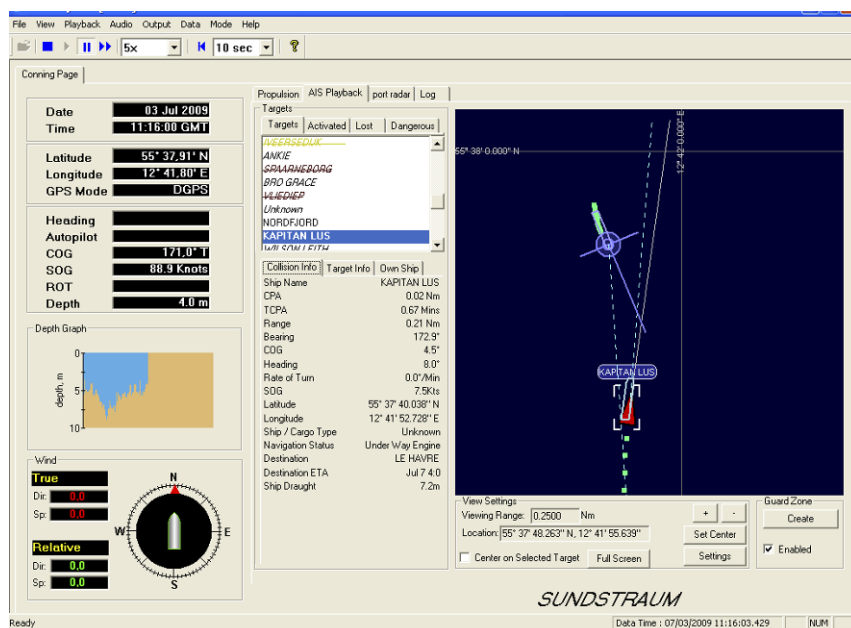 File View Playback Audio Output Data Mode Help
5x 10 sec ?
Conning Page
Date 03 Jul 2009
Time 11:16:00 GMT
Latitude 55° 37,91' N
Longitude 12° 41,80' E
GPS Mode DGPS
Heading
Autopilot
COG 171,0° T
SOG 88.9 Knots
ROT
Depth 4.0 m
Depth Graph
depth, m
0
5
10
Wind
True
Dir: 0,0
Sp: 0,0
Relative
Dir: 0,0
Sp: 0,0
N
W E
S
Propulsion AIS Playback port radar Log
Targets
Targets Activated Lost Dangerous
IVEERSEDIJK
ANKIE
SPAARNEBORG
BRO GRACE
VLIEDIEP
Unknown
NORDFJORD
KAPITAN LUS
WILSON LEITH
Collision Info Target Info Own Ship
Ship Name KAPITAN LUS
CPA 0.02 Nm
TCPA 0.67 Mins
Range 0.21 Nm
Bearing 172.9°
COG 4.5°
Heading 8.0°
Rate of Turn 0.0°/Min
SOG 7.5Kts
Latitude 55° 37' 40.038'' N
Longitude 12° 41' 52.728'' E
Ship / Cargo Type Unknown
Navigation Status Under Way Engine
Destination LE HAVRE
Destination ETA Jul 7 4:0
Ship Draught 7.2m
55° 38' 0.000'' N
12° 42' 0.000'' E
KAPITAN LUS
View Settings
Viewing Range: 0.2500 Nm + -
Location: 55° 37' 48.263'' N, 12° 41' 55.639'' Set Center
Center on Selected Target Full Screen Settings
Guard Zone
Create
Enabled
SUNDSTRAUM
Ready Data Time : 07/03/2009 11:16:03.429 NUM